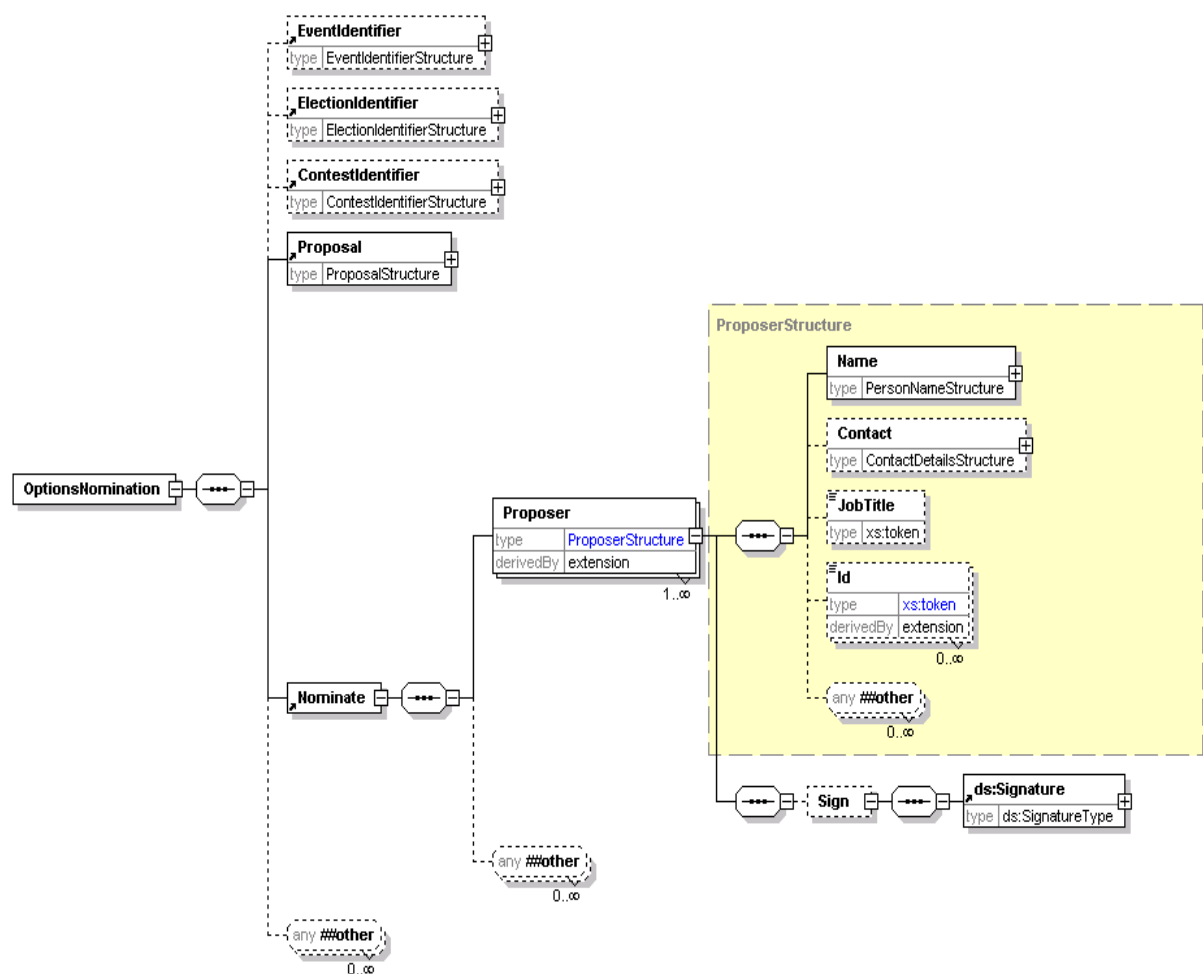 EventIdentifier
type EventIdentifierStructure
ElectionIdentifier
type ElectionIdentifierStructure
ContestIdentifier
type ContestIdentifierStructure
Proposal
type ProposalStructure
ProposerStructure
Name
type PersonNameStructure
Contact
type ContactDetailsStructure
OptionsNomination
JobTitle
type xs:token
Proposer
type ProposerStructure
derivedBy extension
1..∞
Id
type xs:token
derivedBy extension
0..∞
Nominate
any ##other
0..∞
Sign
ds:Signature
type ds:SignatureType
any ##other
0..∞
any ##other
0..∞